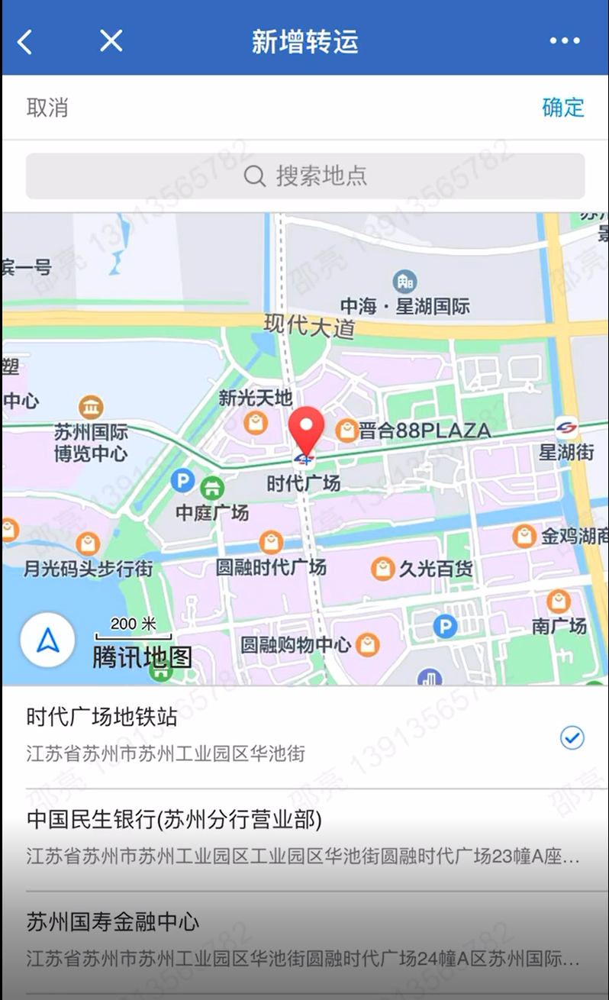 新增转运
取消
确定
搜索地点
滨一号
中海·星湖国际
现代大道
塑
中心
新光天地
苏州国际
博览中心
晋合88PLAZA
星湖街
时代广场
P
中庭广场
金鸡湖商
月光码头步行街
圆融时代广场
久光百货
200 米
腾讯地图
圆融购物中心
P
南广场
时代广场地铁站
江苏省苏州市苏州工业园区华池街
中国民生银行(苏州分行营业部)
江苏省苏州市苏州工业园区工业园区华池街圆融时代广场23幢A座...
苏州国寿金融中心
江苏省苏州市苏州工业园区华池街圆融时代广场24幢A区苏州国际...
邵亮 13913565782